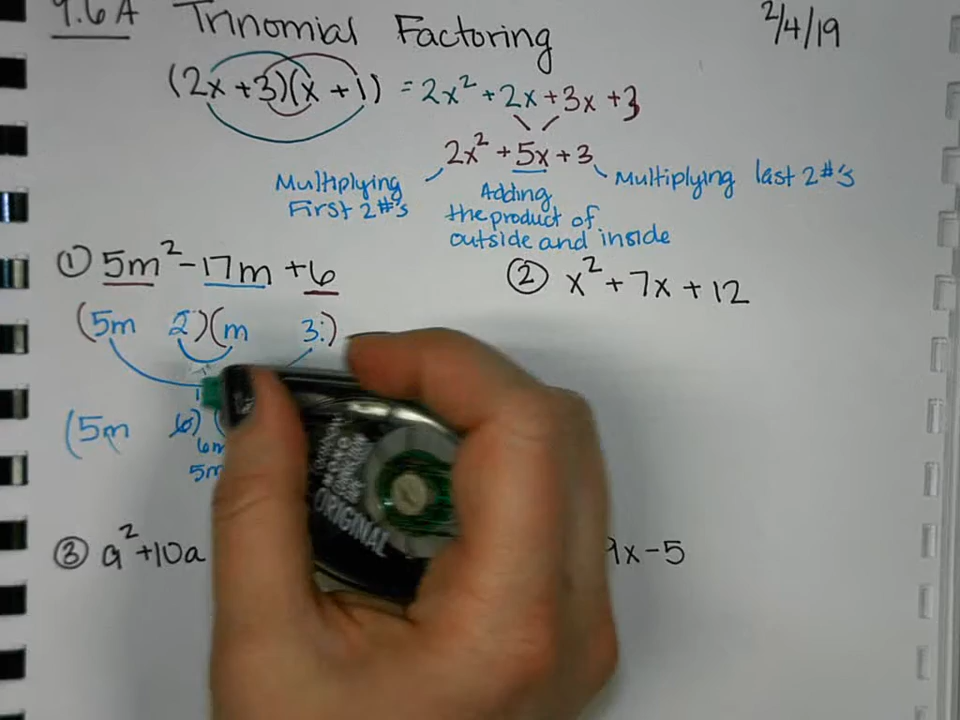 9.6A Trinomial Factoring 2/4/19
(2x+3)(x+1) = 2x²+2x+3x+3
2x²+5x+3
Multiplying First 2#'s
Adding the product of outside and inside
Multiplying last 2#'s
① 5m²-17m+6
② x²+7x+12
(5m 2)(m 3)
(5m 6)(
6m
5m
③ a²+10a
9x-5
ORIGINAL